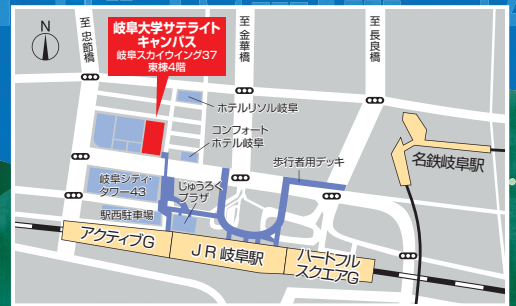 N
至 忠節橋
岐阜大学サテライト
キャンパス
岐阜スカイウイング37
東棟4階
至 金華橋
至 長良橋
ホテルリソル岐阜
コンフォート
ホテル岐阜
歩行者用デッキ
名鉄岐阜駅
岐阜シティ・
タワー43
じゅうろく
プラザ
駅西駐車場
アクティブG
JR岐阜駅
ハートフル
スクエアG